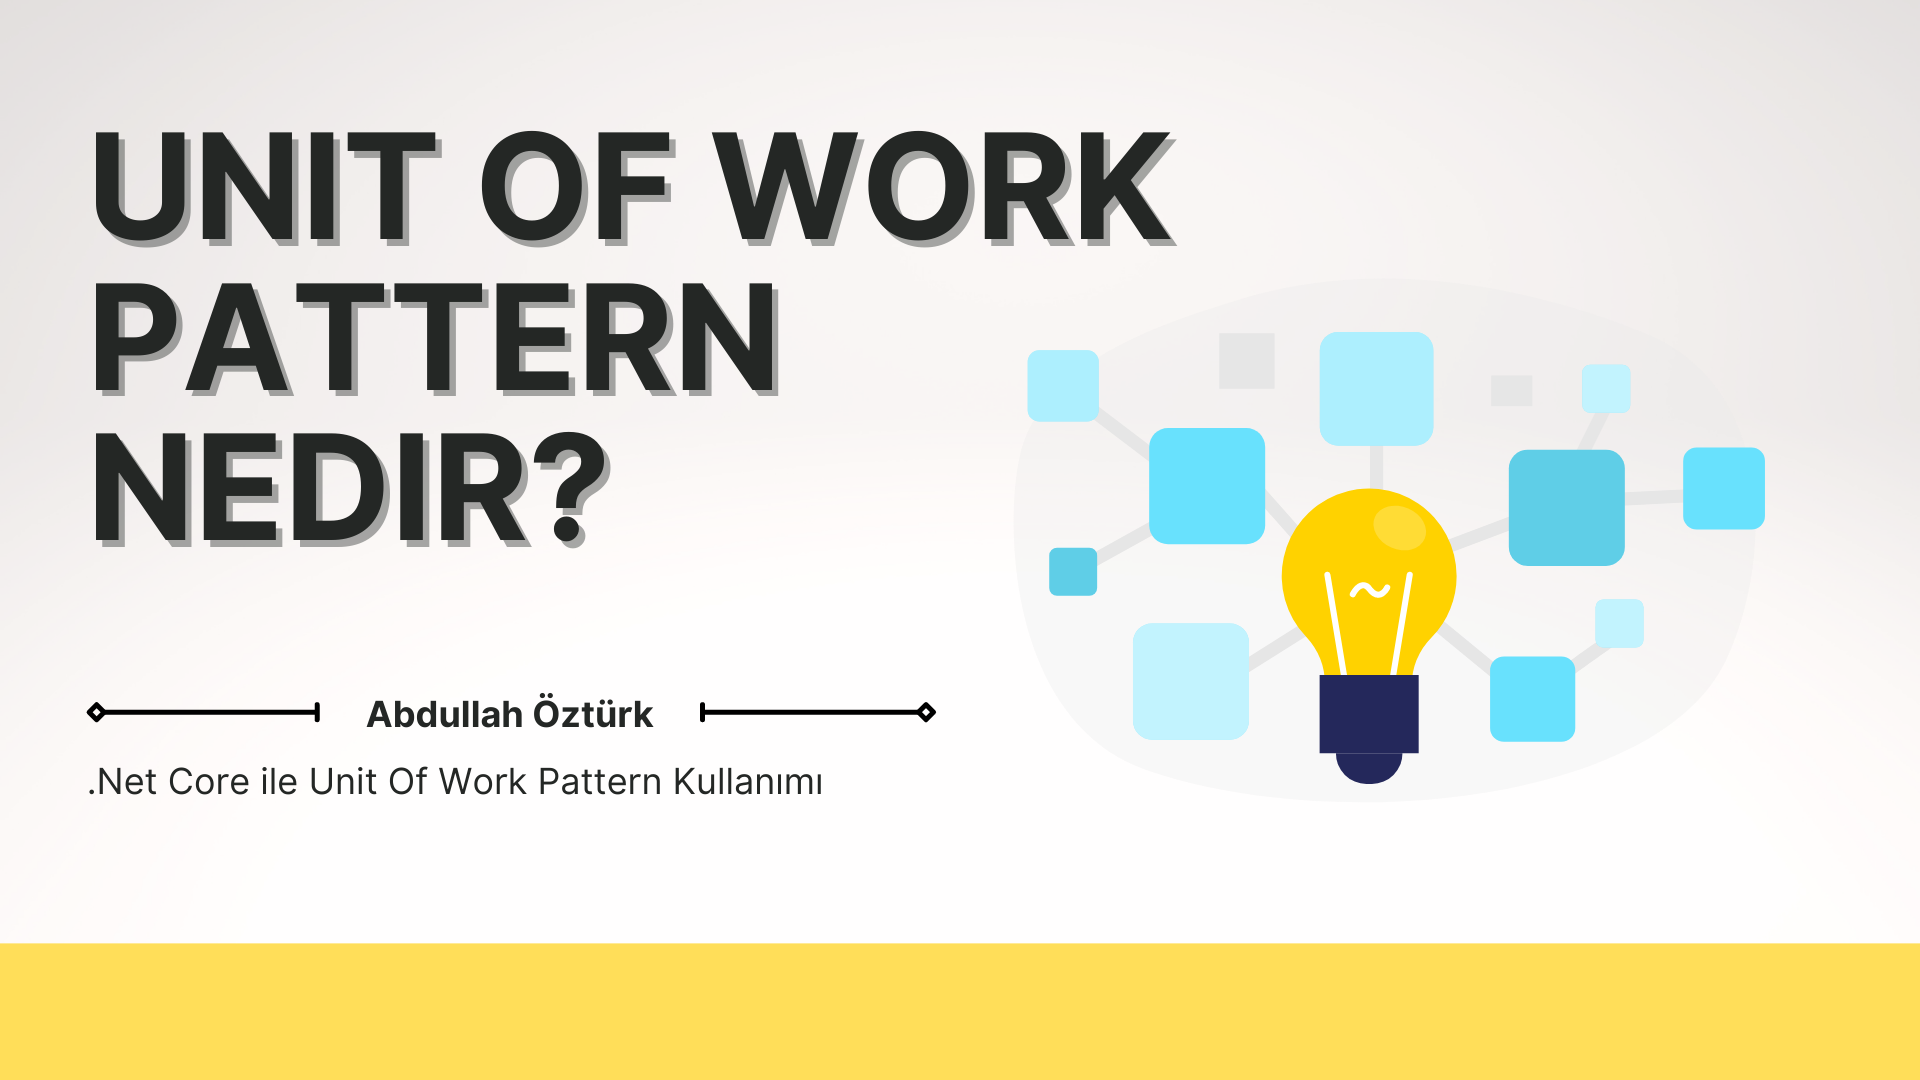 UNIT OF WORK
PATTERN
NEDIR?
Abdullah Öztürk
.Net Core ile Unit Of Work Pattern Kullanımı